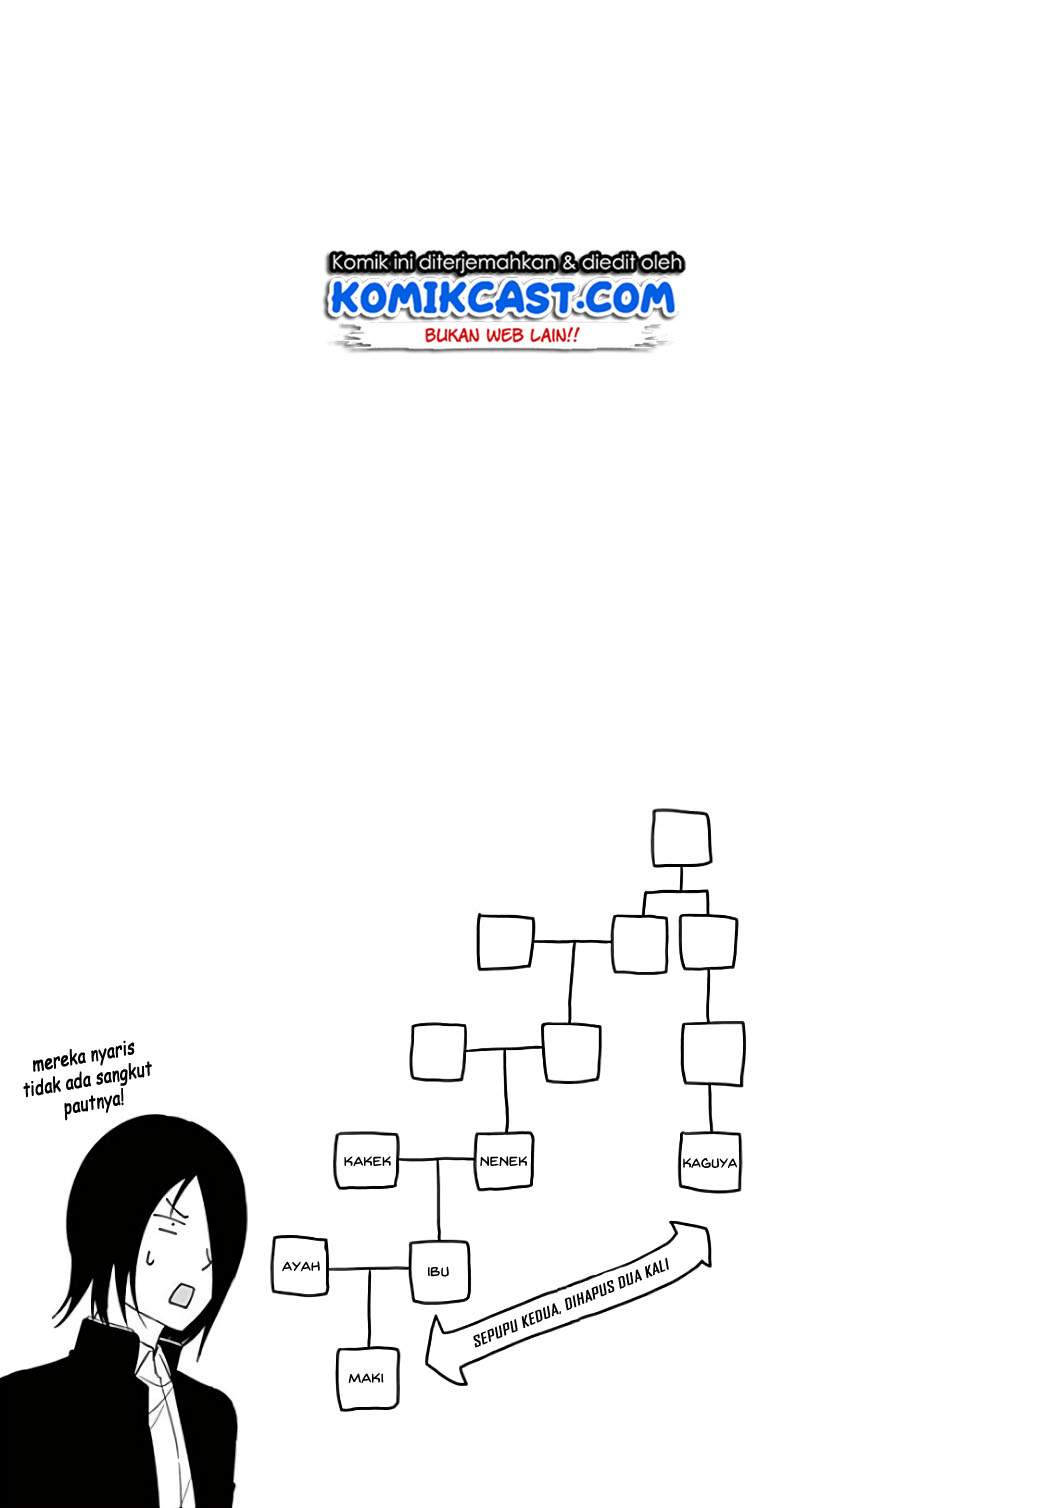 Komik ini diterjemahkan & diedit oleh
KOMIKCAST.COM
BUKAN WEB LAIN!!
mereka nyaris
tidak ada sangkut
pautnya!
KAKEK
NENEK
KAGUYA
AYAH
IBU
SEPUPU KEDUA, DIHAPUS DUA KALI
MAKI